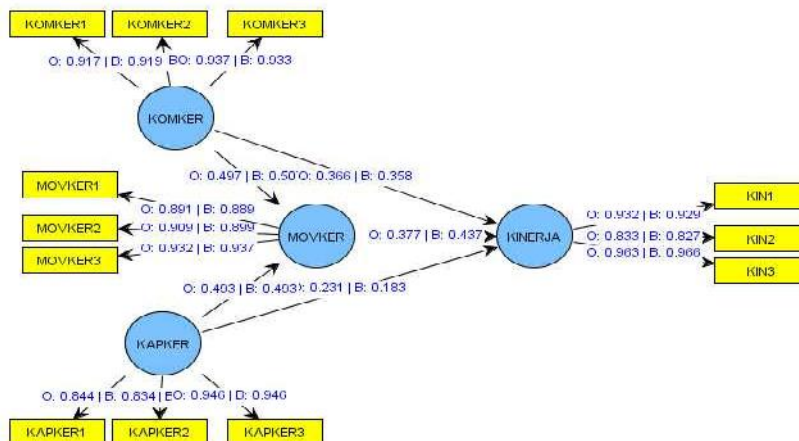 KOMKER1 KOMKER2 KOMKER3
O: 0.917 | B: 0.919 BO: 0.937 | B: 0.933
KOMKER
O: 0.497 | B: 0.50 O: 0.366 | B: 0.358
MOVKER1
O: 0.891 | B: 0.889
MOVKER2
O: 0.909 | B: 0.899
MOVKER3
O: 0.932 | B: 0.937
MOVKER
O: 0.377 | B: 0.437
KINERJA
KIN1
O: 0.932 | B: 0.929
KIN2
O: 0.833 | B: 0.827
KIN3
O: 0.963 | B: 0.966
O: 0.493 | B: 0.493 : 0.231 | B: 0.183
KAPKER
O: 0.844 | B: 0.834 | O: 0.946 | B: 0.946
KAPKER1 KAPKER2 KAPKER3